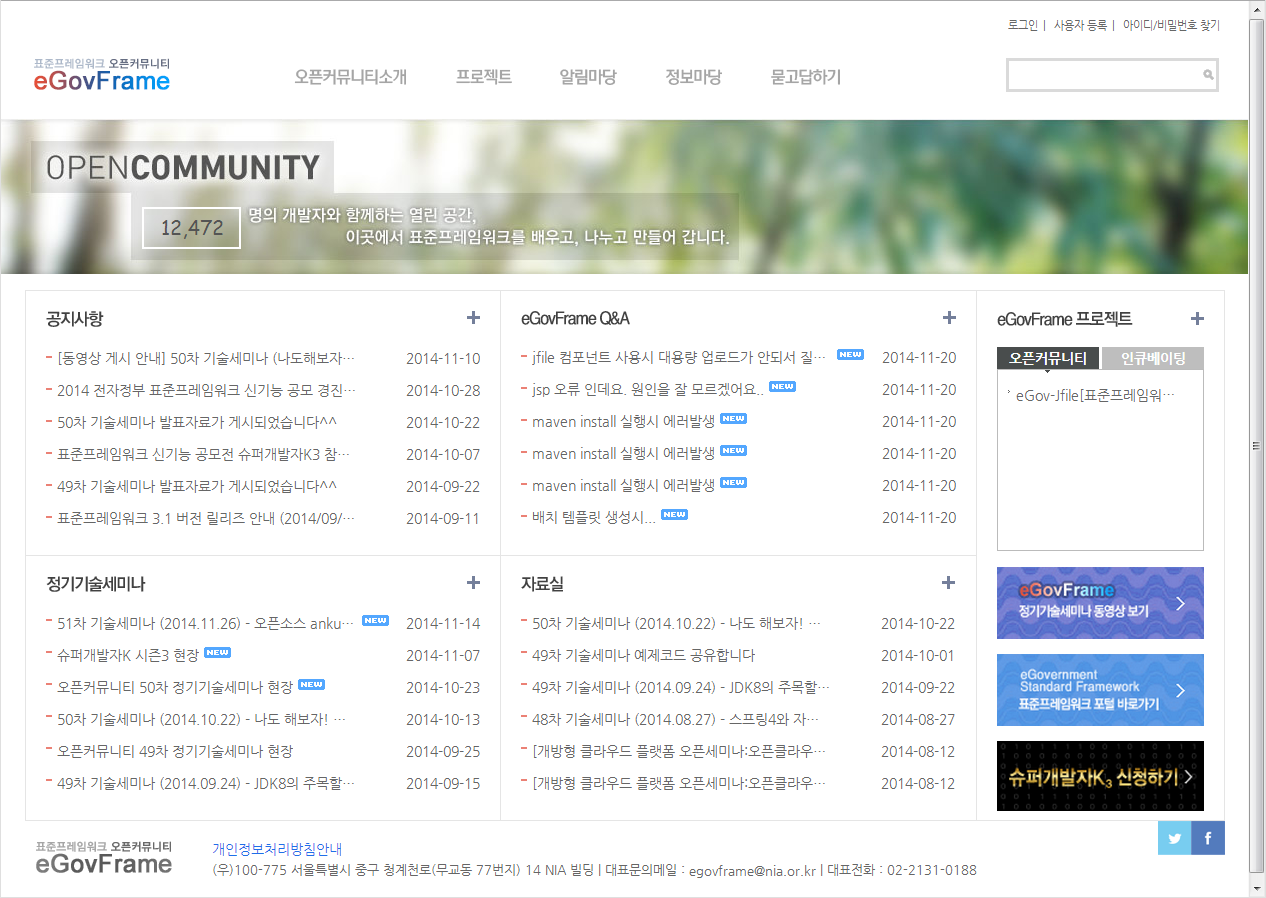 로그인 | 사용자 등록 | 아이디/비밀번호 찾기
표준프레임워크 오픈커뮤니티
eGovFrame
오픈커뮤니티소개 프로젝트 알림마당 정보마당 묻고답하기
OPENCOMMUNITY
12,472 명의 개발자와 함께하는 열린 공간,
이곳에서 표준프레임워크를 배우고, 나누고 만들어 갑니다.
공지사항
[동영상 게시 안내] 50차 기술세미나 (나도해보자··· 2014-11-10
2014 전자정부 표준프레임워크 신기능 공모 경진··· 2014-10-28
50차 기술세미나 발표자료가 게시되었습니다^^ 2014-10-22
표준프레임워크 신기능 공모전 슈퍼개발자K3 참··· 2014-10-07
49차 기술세미나 발표자료가 게시되었습니다^^ 2014-09-22
표준프레임워크 3.1 버전 릴리즈 안내 (2014/09/··· 2014-09-11
eGovFrame Q&A
jfile 컴포넌트 사용시 대용량 업로드가 안되서 질··· NEW 2014-11-20
jsp 오류 인데요. 원인을 잘 모르겠어요.. NEW 2014-11-20
maven install 실행시 에러발생 NEW 2014-11-20
maven install 실행시 에러발생 NEW 2014-11-20
maven install 실행시 에러발생 NEW 2014-11-20
배치 템플릿 생성시... NEW 2014-11-20
eGovFrame 프로젝트
오픈커뮤니티 인큐베이팅
eGov-Jfile[표준프레임워···
정기기술세미나
51차 기술세미나 (2014.11.26) - 오픈소스 anku··· NEW 2014-11-14
슈퍼개발자K 시즌3 현장 NEW 2014-11-07
오픈커뮤니티 50차 정기기술세미나 현장 NEW 2014-10-23
50차 기술세미나 (2014.10.22) - 나도 해보자! ··· 2014-10-13
오픈커뮤니티 49차 정기기술세미나 현장 2014-09-25
49차 기술세미나 (2014.09.24) - JDK8의 주목할··· 2014-09-15
자료실
50차 기술세미나 (2014.10.22) - 나도 해보자! ··· 2014-10-22
49차 기술세미나 예제코드 공유합니다 2014-10-01
49차 기술세미나 (2014.09.24) - JDK8의 주목할··· 2014-09-22
48차 기술세미나 (2014.08.27) - 스프링4와 자··· 2014-08-27
[개방형 클라우드 플랫폼 오픈세미나:오픈클라우··· 2014-08-12
[개방형 클라우드 플랫폼 오픈세미나:오픈클라우··· 2014-08-12
eGovFrame
정기기술세미나 동영상 보기
eGovernment
Standard Framework
표준프레임워크 포털 바로가기
슈퍼개발자K3 신청하기
표준프레임워크 오픈커뮤니티
eGovFrame
개인정보처리방침안내
(우)100-775 서울특별시 중구 청계천로(무교동 77번지) 14 NIA 빌딩 | 대표문의메일 : egovframe@nia.or.kr | 대표전화 : 02-2131-0188